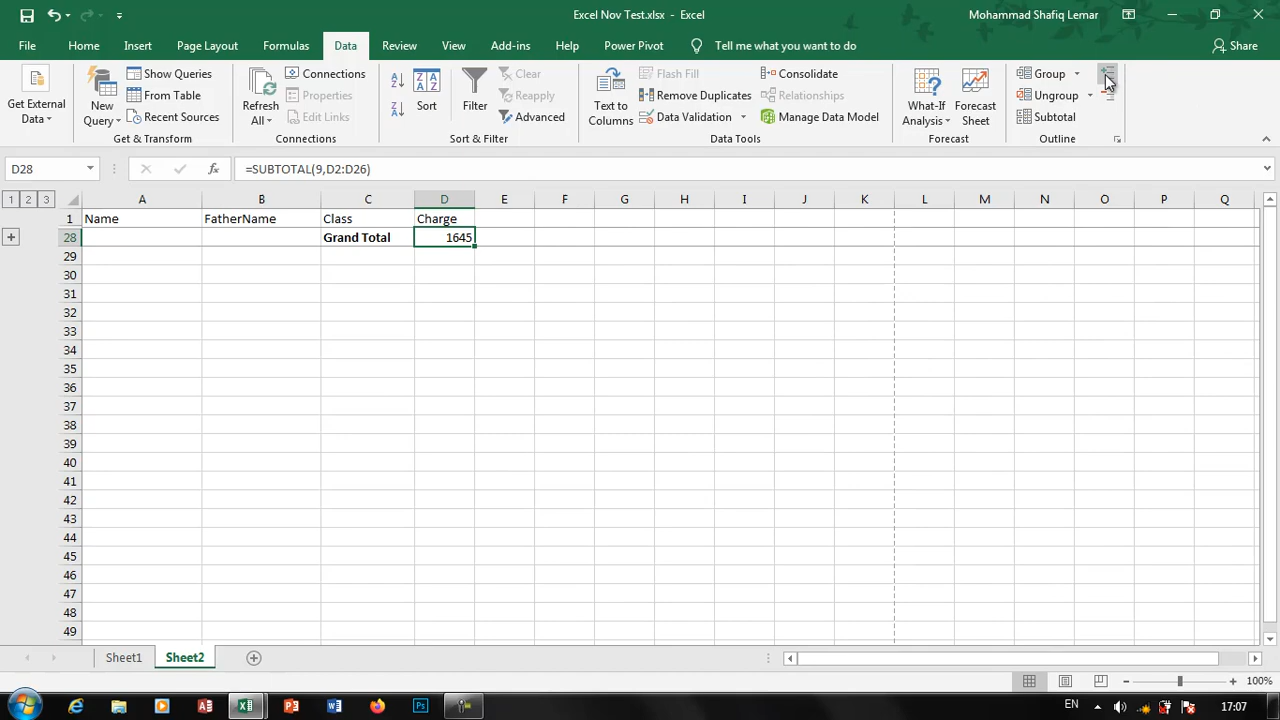 Excel Nov Test.xlsx - Excel
Mohammad Shafiq Lemar
File Home Insert Page Layout Formulas Data Review View Add-ins Help Power Pivot Tell me what you want to do Share
Get External Data
New Query
Show Queries
From Table
Recent Sources
Get & Transform
Refresh All
Connections
Properties
Edit Links
Connections
Sort
Filter
Clear
Reapply
Advanced
Sort & Filter
Text to Columns
Flash Fill
Remove Duplicates
Data Validation
Consolidate
Relationships
Manage Data Model
Data Tools
What-If Analysis
Forecast Sheet
Forecast
Group
Ungroup
Subtotal
Outline
D28 fx =SUBTOTAL(9,D2:D26)
1 2 3 A B C D E F G H I J K L M N O P Q
1 Name FatherName Class Charge
28 Grand Total 1645
29
30
31
32
33
34
35
36
37
38
39
40
41
42
43
44
45
46
47
48
49
Sheet1 Sheet2
100%
EN 17:07